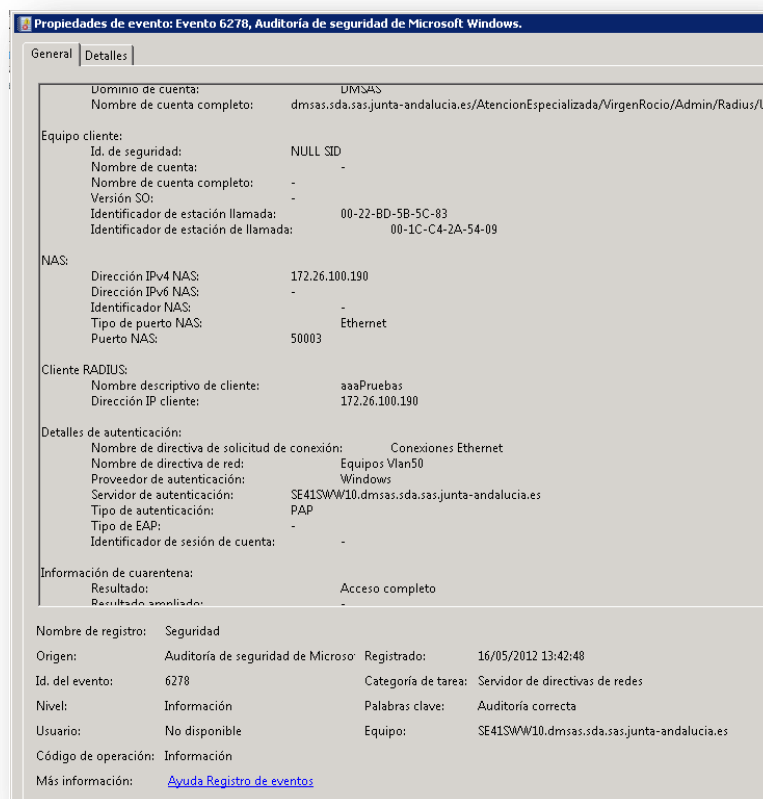 Propiedades de evento: Evento 6278, Auditoría de seguridad de Microsoft Windows.
General Detalles
Dominio de cuenta: DMSAS
Nombre de cuenta completo: dmsas.sda.sas.junta-andalucia.es/AtencionEspecializada/VirgenRocio/Admin/Radius/
Equipo cliente:
Id. de seguridad: NULL SID
Nombre de cuenta: -
Nombre de cuenta completo: -
Versión SO: -
Identificador de estación llamada: 00-22-BD-5B-5C-83
Identificador de estación de llamada: 00-1C-C4-2A-54-09
NAS:
Dirección IPv4 NAS: 172.26.100.190
Dirección IPv6 NAS: -
Identificador NAS: -
Tipo de puerto NAS: Ethernet
Puerto NAS: 50003
Cliente RADIUS:
Nombre descriptivo de cliente: aaaPruebas
Dirección IP cliente: 172.26.100.190
Detalles de autenticación:
Nombre de directiva de solicitud de conexión: Conexiones Ethernet
Nombre de directiva de red: Equipos Vlan50
Proveedor de autenticación: Windows
Servidor de autenticación: SE41SWW10.dmsas.sda.sas.junta-andalucia.es
Tipo de autenticación: PAP
Tipo de EAP: -
Identificador de sesión de cuenta: -
Información de cuarentena:
Resultado: Acceso completo
Resultado ampliado: -
Nombre de registro: Seguridad
Origen: Auditoría de seguridad de Microso Registrado: 16/05/2012 13:42:48
Id. del evento: 6278 Categoría de tarea: Servidor de directivas de redes
Nivel: Información Palabras clave: Auditoría correcta
Usuario: No disponible Equipo: SE41SWW10.dmsas.sda.sas.junta-andalucia.es
Código de operación: Información
Más información: Ayuda Registro de eventos